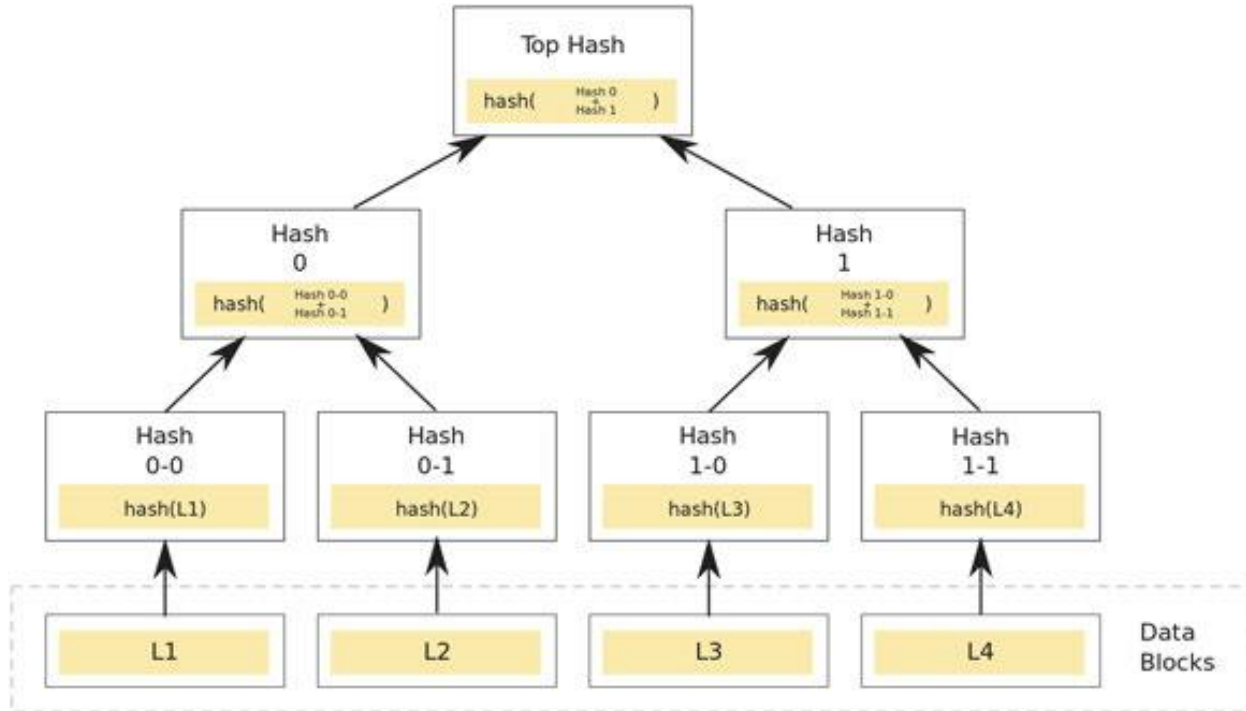 Top Hash
hash( Hash 0 + Hash 1 )
Hash
0
hash( Hash 0-0 + Hash 0-1 )
Hash
1
hash( Hash 1-0 + Hash 1-1 )
Hash
0-0
hash(L1)
Hash
0-1
hash(L2)
Hash
1-0
hash(L3)
Hash
1-1
hash(L4)
L1
L2
L3
L4
Data
Blocks